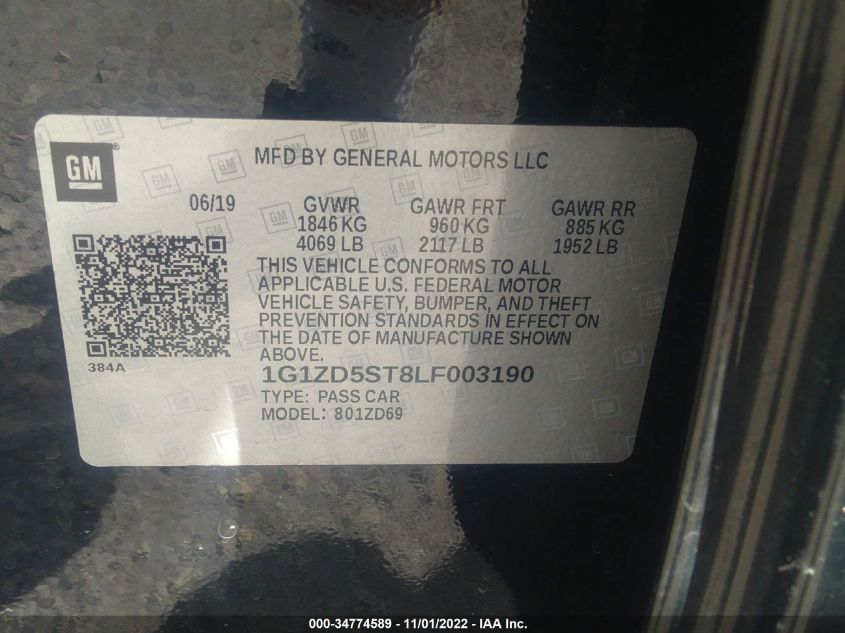 GM MFD BY GENERAL MOTORS LLC
06/19 GVWR GAWR FRT GAWR RR
1846 KG 960 KG 885 KG
4069 LB 2117 LB 1952 LB
THIS VEHICLE CONFORMS TO ALL
APPLICABLE U.S. FEDERAL MOTOR
VEHICLE SAFETY, BUMPER, AND THEFT
PREVENTION STANDARDS IN EFFECT ON
THE DATE OF MANUFACTURE SHOWN
ABOVE.
384A
1G1ZD5ST8LF003190
TYPE: PASS CAR
MODEL: 801ZD69
000-34774589 - 11/01/2022 - IAA Inc.